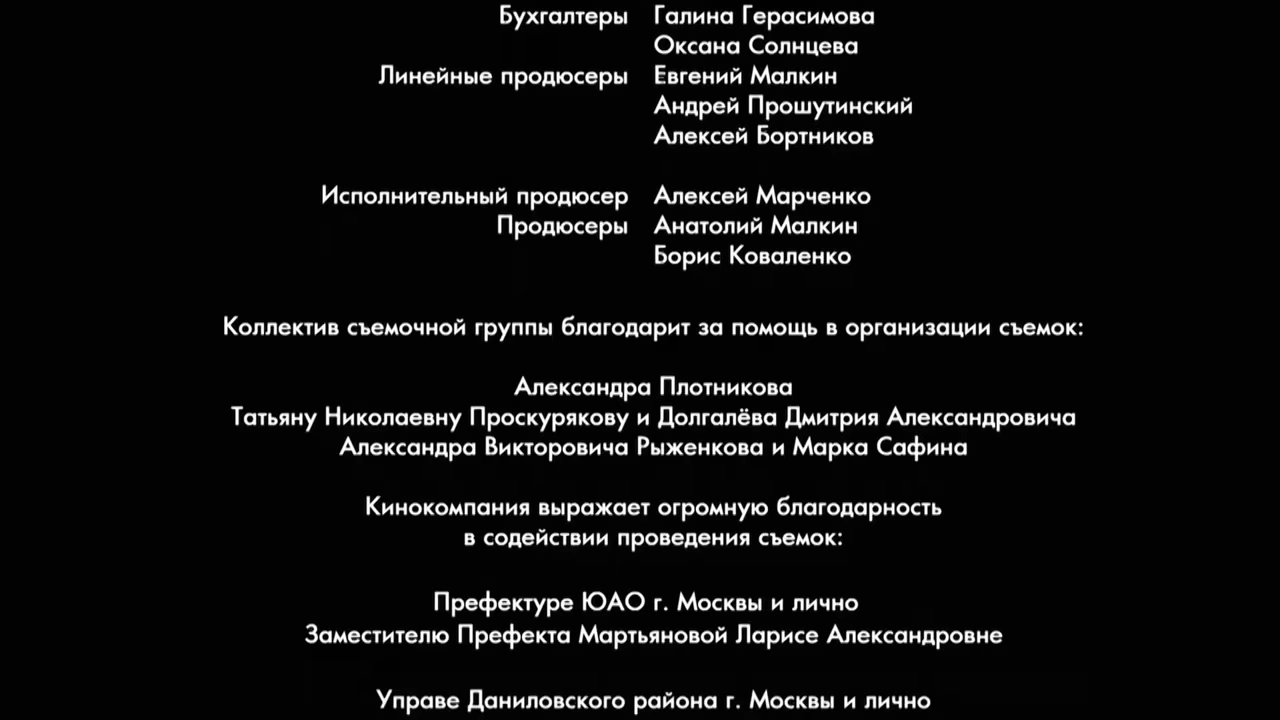 Бухгалтеры Галина Герасимова
Оксана Солнцева
Линейные продюсеры Евгений Малкин
Андрей Прошутинский
Алексей Бортников
Исполнительный продюсер Алексей Марченко
Продюсеры Анатолий Малкин
Борис Коваленко
Коллектив съемочной группы благодарит за помощь в организации съемок:
Александра Плотникова
Татьяну Николаевну Проскурякову и Долгалёва Дмитрия Александровича
Александра Викторовича Рыженкова и Марка Сафина
Кинокомпания выражает огромную благодарность
в содействии проведения съемок:
Префектуре ЮАО г. Москвы и лично
Заместителю Префекта Мартьяновой Ларисе Александровне
Управе Даниловского района г. Москвы и лично